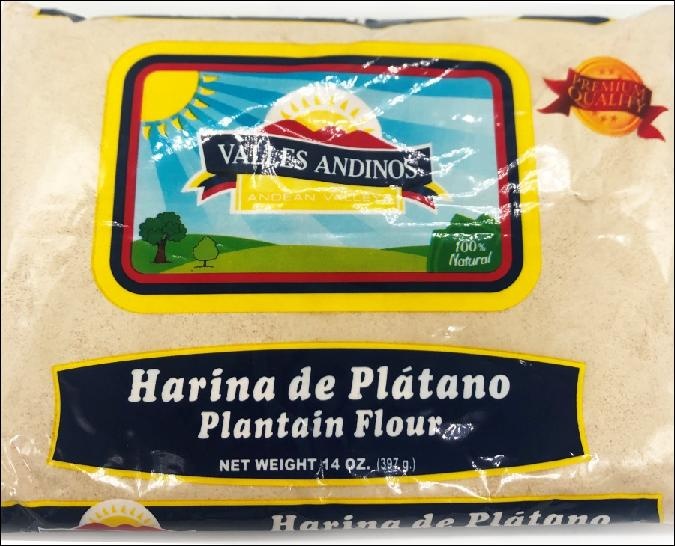 PREMIUM
QUALITY
VALLES ANDINOS
ANDEAN VALLEYS
100%
Natural
Harina de Plátano
Plantain Flour
NET WEIGHT 14 OZ. (397 g.)
Harina de Plátano